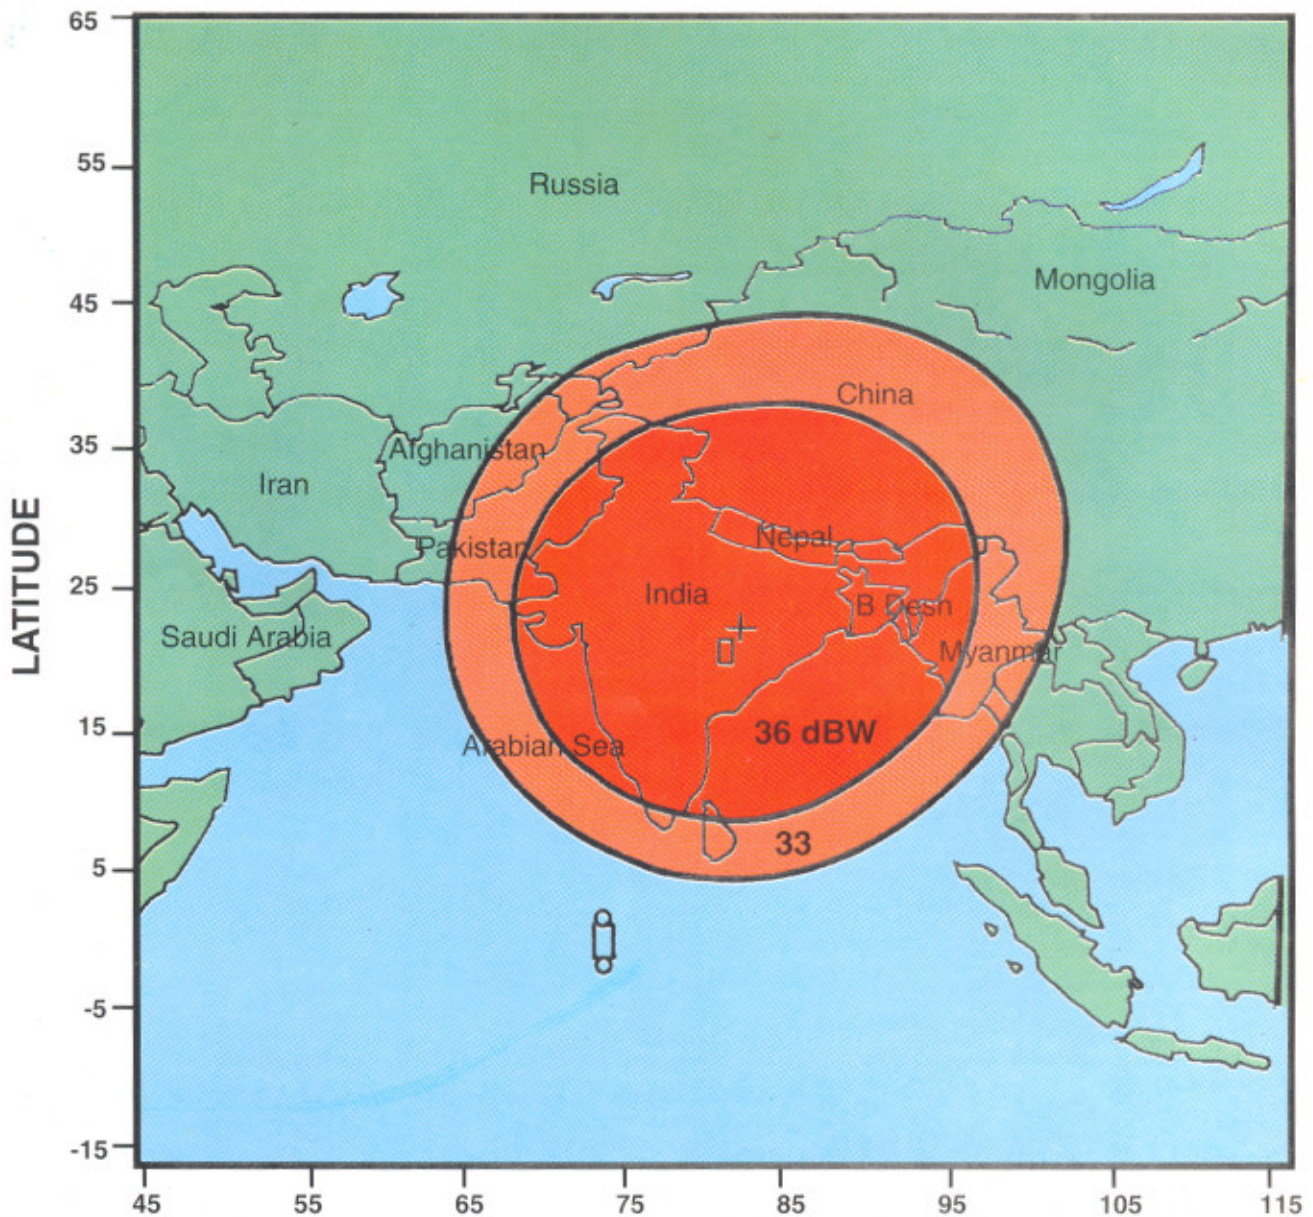 65
55
45
35
25
15
5
-5
-15
LATITUDE
Russia
Mongolia
China
Afghanistan
Iran
Pakistan
Nepal
India
B Desh
Saudi Arabia
Myanmar
36 dBW
Arabian Sea
33
45 55 65 75 85 95 105 115